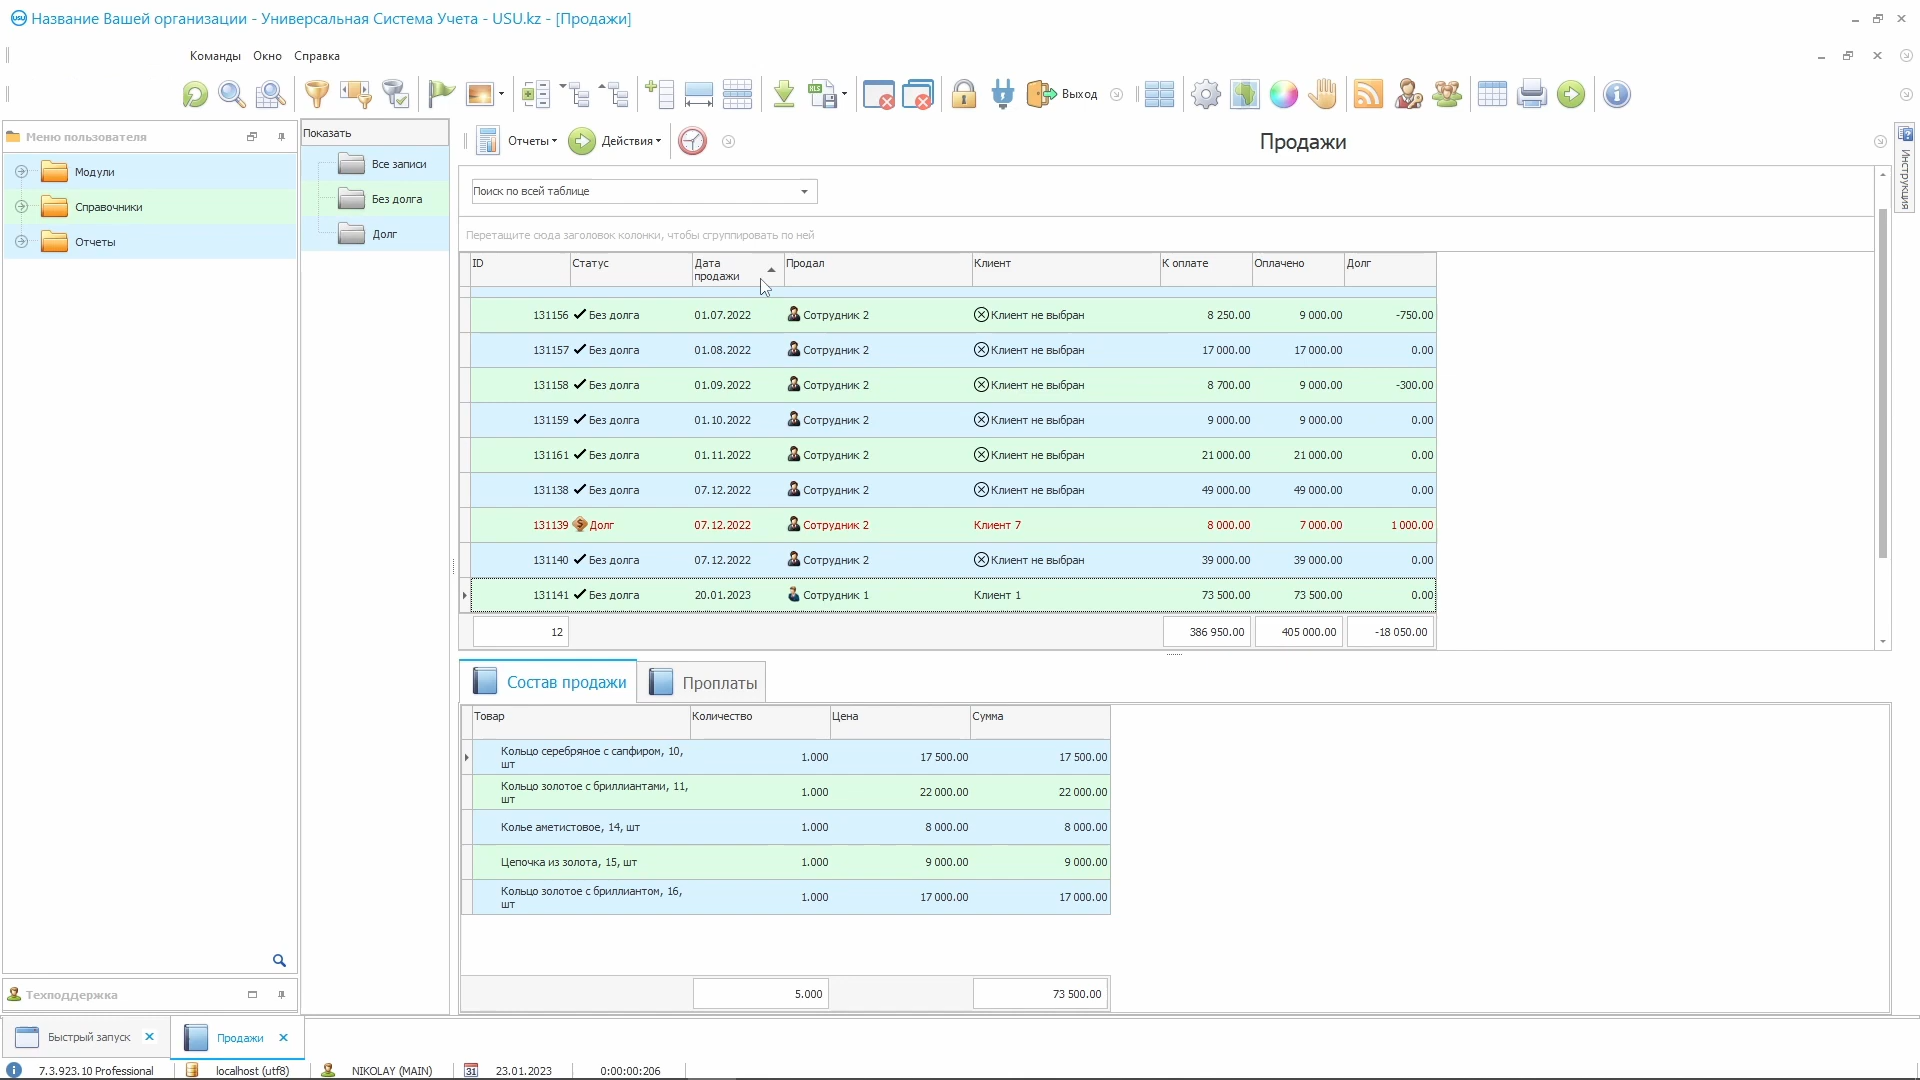 Название Вашей организации - Универсальная Система Учета - USU.kz - [Продажи]
Команды Окно Справка
Выход
Меню пользователя
Модули
Справочники
Отчеты
Показать
Все записи
Без долга
Долг
Отчеты Действия
Продажи
Инструкция
Поиск по всей таблице
Перетащите сюда заголовок колонки, чтобы сгруппировать по ней
ID Статус Дата продажи Продал Клиент К оплате Оплачено Долг
131156 Без долга 01.07.2022 Сотрудник 2 Клиент не выбран 8 250.00 9 000.00 -750.00
131157 Без долга 01.08.2022 Сотрудник 2 Клиент не выбран 17 000.00 17 000.00 0.00
131158 Без долга 01.09.2022 Сотрудник 2 Клиент не выбран 8 700.00 9 000.00 -300.00
131159 Без долга 01.10.2022 Сотрудник 2 Клиент не выбран 9 000.00 9 000.00 0.00
131161 Без долга 01.11.2022 Сотрудник 2 Клиент не выбран 21 000.00 21 000.00 0.00
131138 Без долга 07.12.2022 Сотрудник 2 Клиент не выбран 49 000.00 49 000.00 0.00
131139 Долг 07.12.2022 Сотрудник 2 Клиент 7 8 000.00 7 000.00 1 000.00
131140 Без долга 07.12.2022 Сотрудник 2 Клиент не выбран 39 000.00 39 000.00 0.00
131141 Без долга 20.01.2023 Сотрудник 1 Клиент 1 73 500.00 73 500.00 0.00
12 386 950.00 405 000.00 -18 050.00
Состав продажи Проплаты
Товар Количество Цена Сумма
Кольцо серебряное с сапфиром, 10, шт 1.000 17 500.00 17 500.00
Кольцо золотое с бриллиантами, 11, шт 1.000 22 000.00 22 000.00
Колье аметистовое, 14, шт 1.000 8 000.00 8 000.00
Цепочка из золота, 15, шт 1.000 9 000.00 9 000.00
Кольцо золотое с бриллиантом, 16, шт 1.000 17 000.00 17 000.00
5.000 73 500.00
Техподдержка
Быстрый запуск Продажи
7.3.923.10 Professional localhost (utf8) NIKOLAY (MAIN) 31 23.01.2023 0:00:00:206